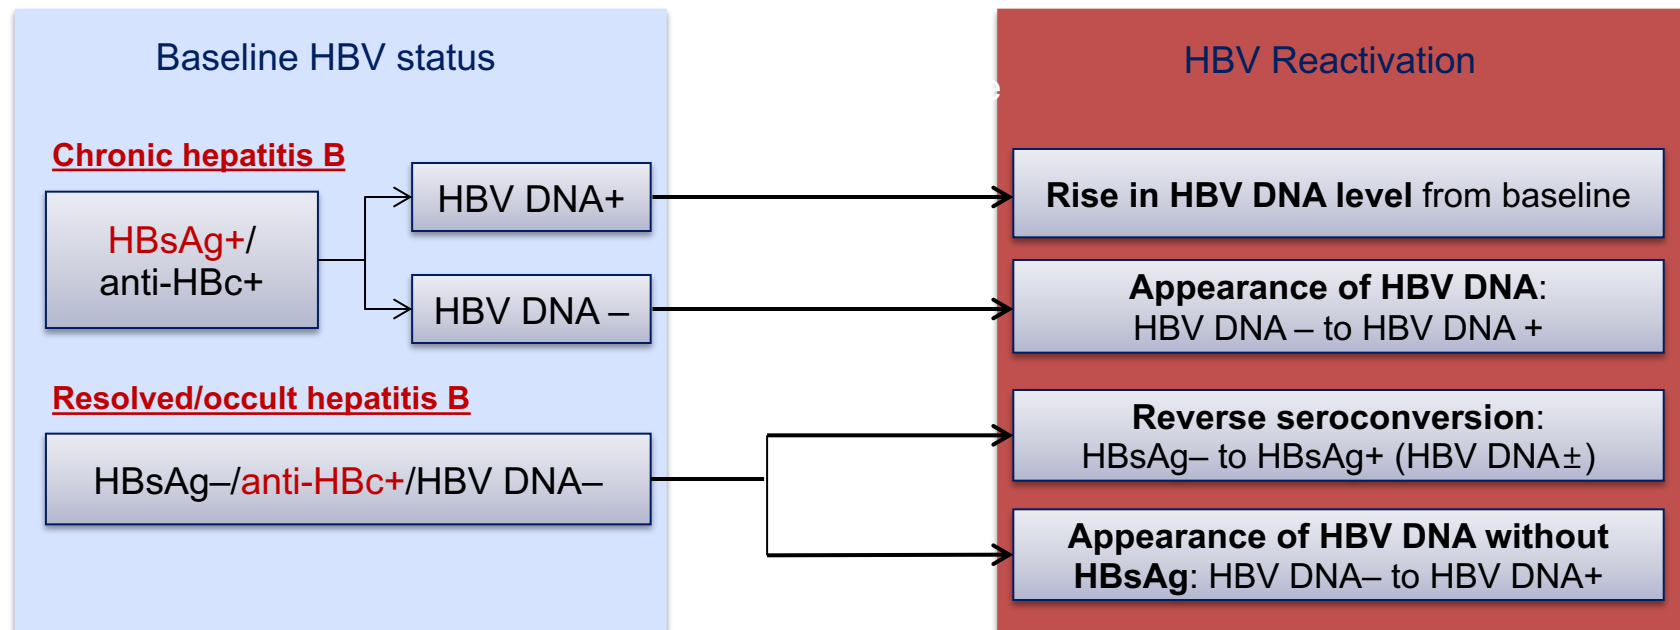 Baseline HBV status
Chronic hepatitis B
HBsAg+/
anti-HBc+
HBV DNA+
HBV DNA –
Resolved/occult hepatitis B
HBsAg–/anti-HBc+/HBV DNA–
HBV Reactivation
Rise in HBV DNA level from baseline
Appearance of HBV DNA:
HBV DNA – to HBV DNA +
Reverse seroconversion:
HBsAg– to HBsAg+ (HBV DNA±)
Appearance of HBV DNA without
HBsAg: HBV DNA– to HBV DNA+